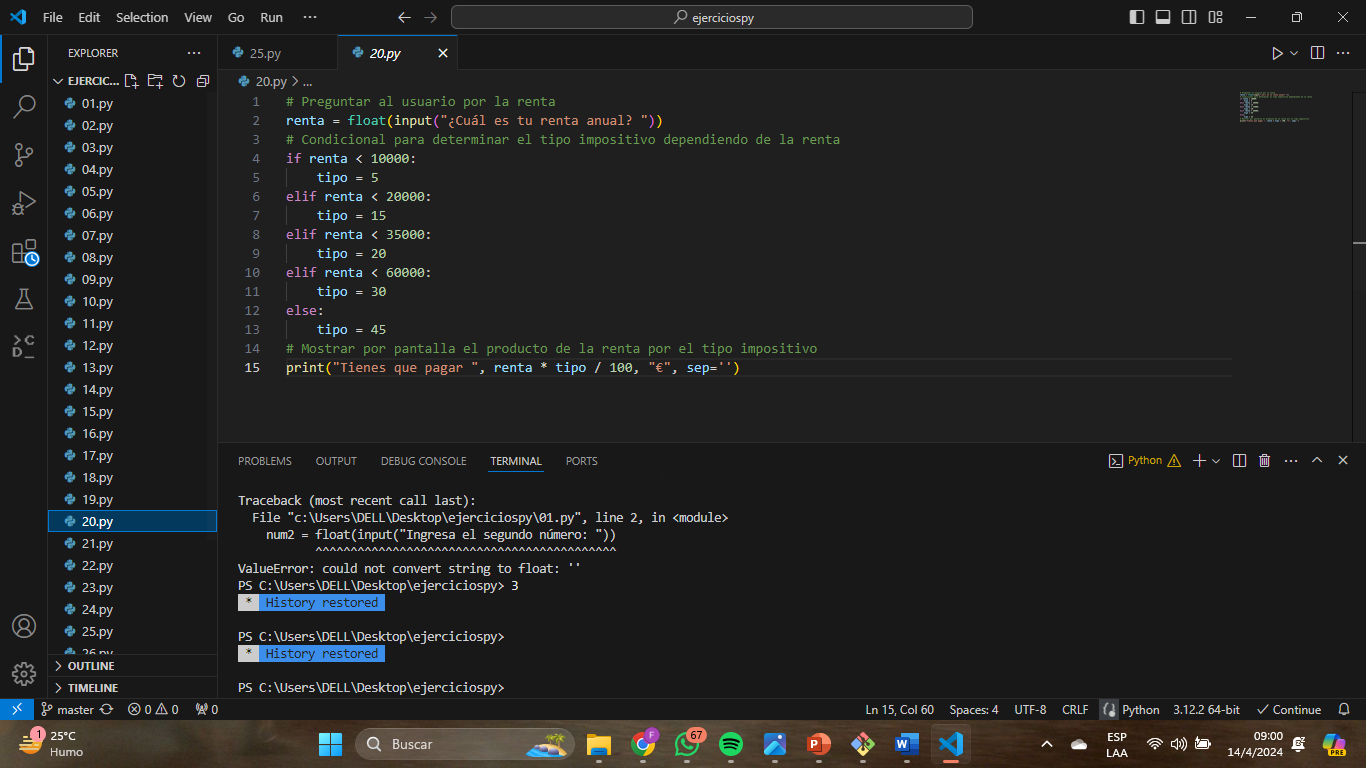 File Edit Selection View Go Run ···
ejerciciospy
EXPLORER ···
EJERCIC...
01.py
02.py
03.py
04.py
05.py
06.py
07.py
08.py
09.py
10.py
11.py
12.py
13.py
14.py
15.py
16.py
17.py
18.py
19.py
20.py
21.py
22.py
23.py
24.py
25.py
26.py
OUTLINE
TIMELINE
25.py
20.py
20.py > ...
1 # Preguntar al usuario por la renta
2 renta = float(input("¿Cuál es tu renta anual? "))
3 # Condicional para determinar el tipo impositivo dependiendo de la renta
4 if renta < 10000:
5     tipo = 5
6 elif renta < 20000:
7     tipo = 15
8 elif renta < 35000:
9     tipo = 20
10 elif renta < 60000:
11     tipo = 30
12 else:
13     tipo = 45
14 # Mostrar por pantalla el producto de la renta por el tipo impositivo
15 print("Tienes que pagar ", renta * tipo / 100, "€", sep='')
PROBLEMS OUTPUT DEBUG CONSOLE TERMINAL PORTS
Python
Traceback (most recent call last):
  File "c:\Users\DELL\Desktop\ejerciciospy\01.py", line 2, in <module>
    num2 = float(input("Ingresa el segundo número: "))
           ^^^^^^^^^^^^^^^^^^^^^^^^^^^^^^^^^^^^^^^^^^^
ValueError: could not convert string to float: ''
PS C:\Users\DELL\Desktop\ejerciciospy> 3
* History restored
PS C:\Users\DELL\Desktop\ejerciciospy>
* History restored
PS C:\Users\DELL\Desktop\ejerciciospy>
master 0 0 0
Ln 15, Col 60 Spaces: 4 UTF-8 CRLF Python 3.12.2 64-bit Continue
1
25°C
Humo
Buscar
F
67
P
W
PRE
ESP
LAA
09:00
14/4/2024